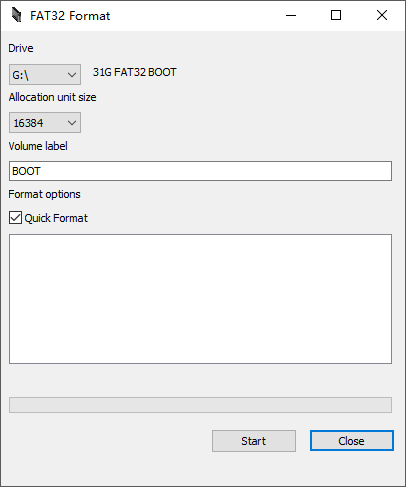 FAT32 Format
Drive
G:\ 31G FAT32 BOOT
Allocation unit size
16384
Volume label
BOOT
Format options
Quick Format
Start Close